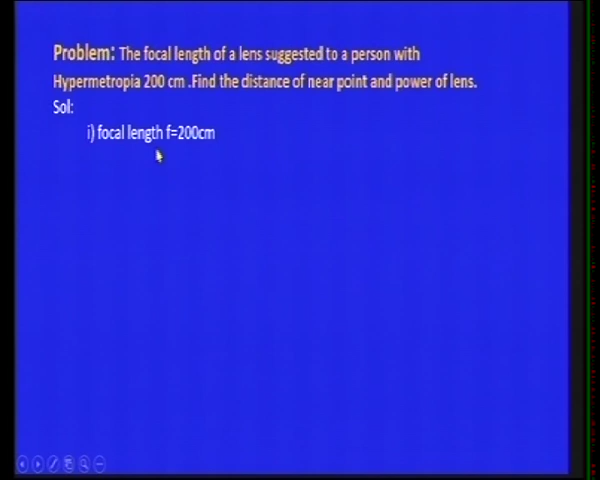 Problem: The focal length of a lens suggested to a person with
Hypermetropia 200 cm .Find the distance of near point and power of lens.
Sol:
i) focal length f=200cm